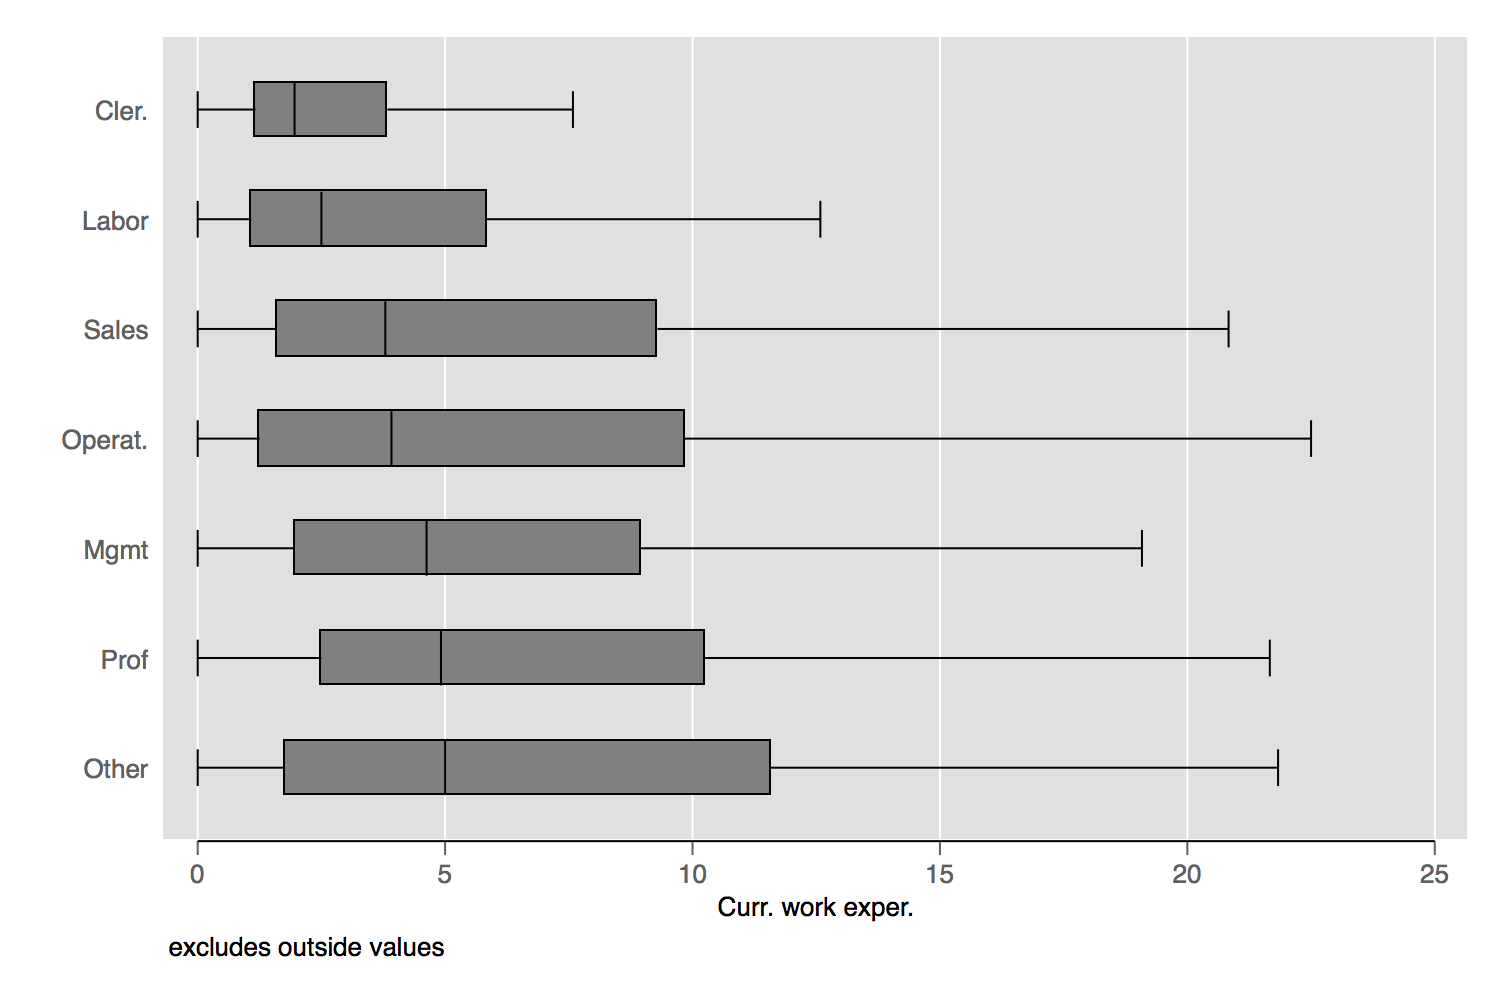 Cler.
Labor
Sales
Operat.
Mgmt
Prof
Other
0 5 10 15 20 25
Curr. work exper.
excludes outside values